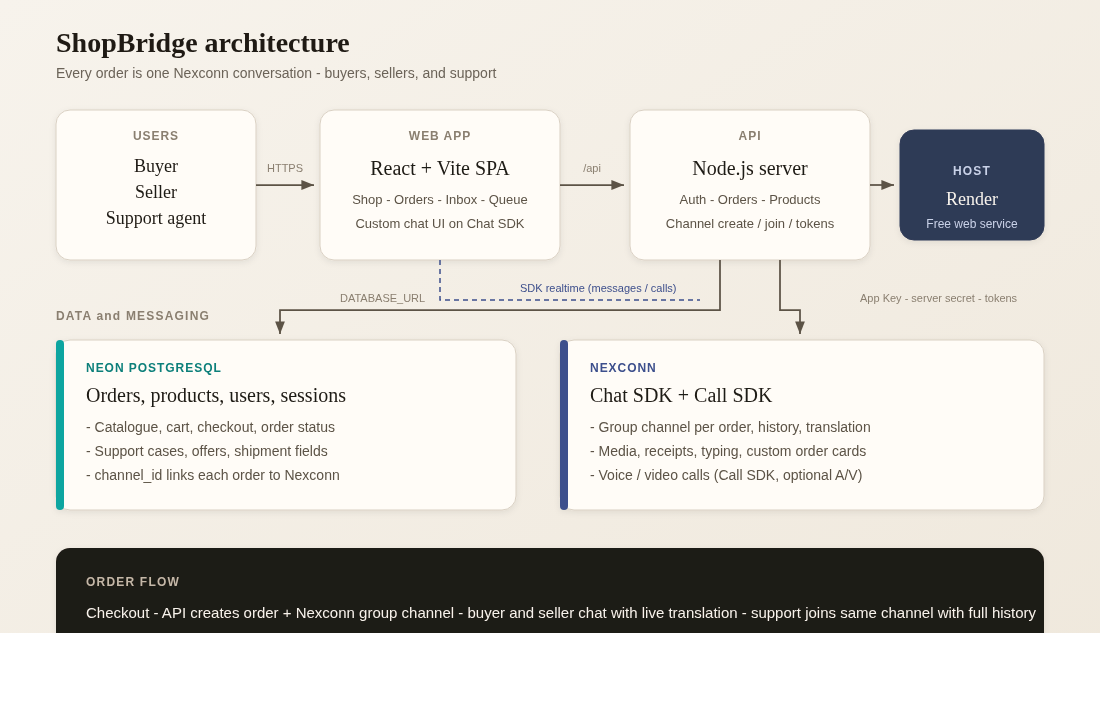 ShopBridge architecture
Every order is one Nexconn conversation - buyers, sellers, and support
USERS
Buyer
Seller
Support agent
HTTPS
WEB APP
React + Vite SPA
Shop - Orders - Inbox - Queue
Custom chat UI on Chat SDK
/api
API
Node.js server
Auth - Orders - Products
Channel create / join / tokens
HOST
Render
Free web service
SDK realtime (messages / calls)
DATABASE_URL
App Key - server secret - tokens
DATA and MESSAGING
NEON POSTGRESQL
Orders, products, users, sessions
- Catalogue, cart, checkout, order status
- Support cases, offers, shipment fields
- channel_id links each order to Nexconn
NEXCONN
Chat SDK + Call SDK
- Group channel per order, history, translation
- Media, receipts, typing, custom order cards
- Voice / video calls (Call SDK, optional A/V)
ORDER FLOW
Checkout - API creates order + Nexconn group channel - buyer and seller chat with live translation - support joins same channel with full history